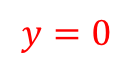 y = 0